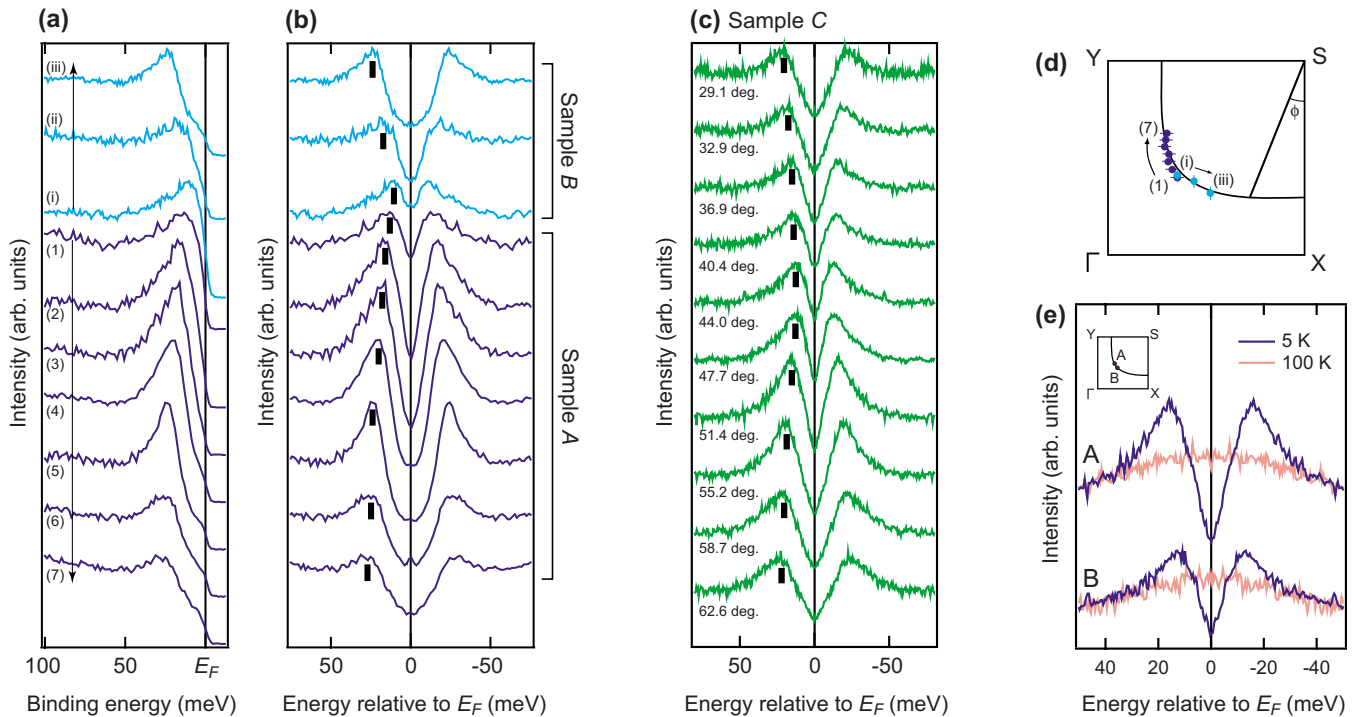 (a)
(iii)
(ii)
(i)
(1)
(2)
(3)
(4)
(5)
(6)
(7)
Intensity (arb. units)
100
50
E_F
Binding energy (meV)
(b)
Sample B
Sample A
Intensity (arb. units)
50
0
-50
Energy relative to E_F (meV)
(c) Sample C
29.1 deg.
32.9 deg.
36.9 deg.
40.4 deg.
44.0 deg.
47.7 deg.
51.4 deg.
55.2 deg.
58.7 deg.
62.6 deg.
Intensity (arb. units)
50
0
-50
Energy relative to E_F (meV)
(d)
Y
S
ϕ
(7)
(i)
(iii)
(1)
Γ
X
(e)
Y
S
A
B
Γ
X
5 K
100 K
A
B
Intensity (arb. units)
40
20
0
-20
-40
Energy relative to E_F (meV)